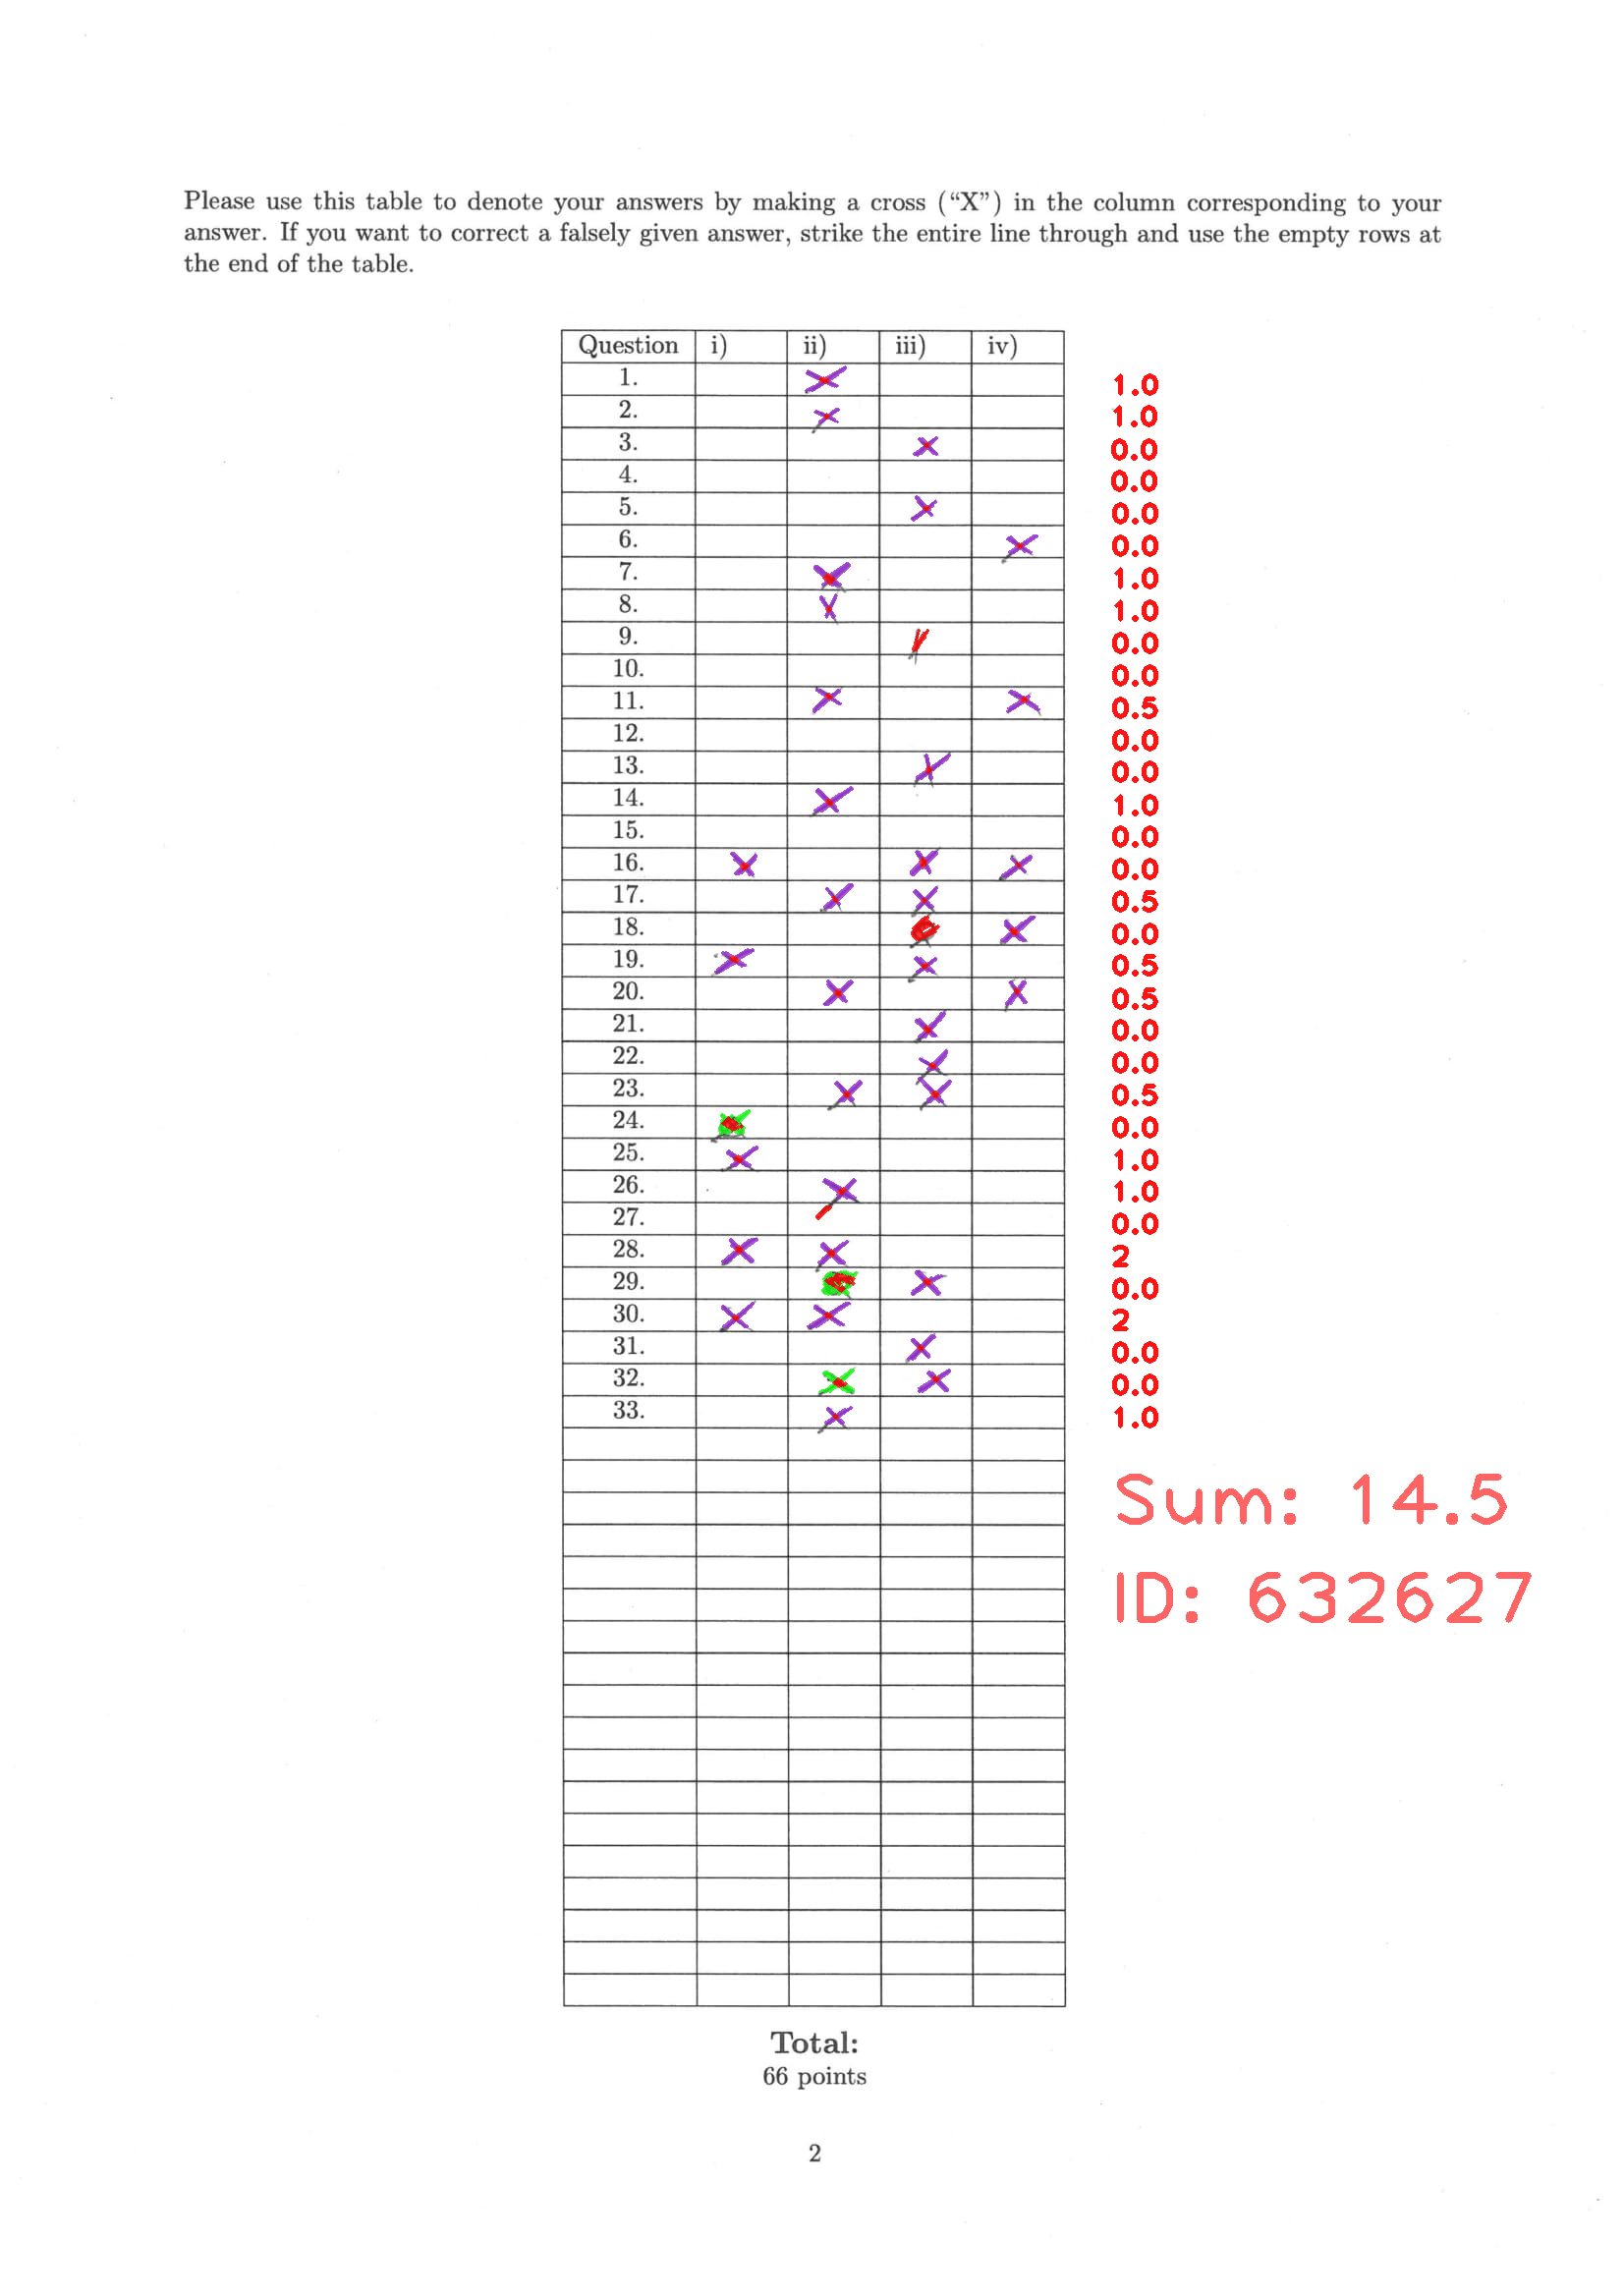 Please use this table to denote your answers by making a cross (“X”) in the column corresponding to your
answer. If you want to correct a falsely given answer, strike the entire line through and use the empty rows at
the end of the table.
Question i) ii) iii) iv)
1. X 1.0
2. X 1.0
3. X 0.0
4. 0.0
5. X 0.0
6. X 0.0
7. X 1.0
8. X 1.0
9. 0.0
10. 0.0
11. X X 0.5
12. 0.0
13. X 0.0
14. X 1.0
15. 0.0
16. X X X 0.0
17. X X 0.5
18. X 0.0
19. X X 0.5
20. X X 0.5
21. X 0.0
22. X 0.0
23. X X 0.5
24. 0.0
25. X 1.0
26. X 1.0
27. 0.0
28. X X 2
29. X 0.0
30. X X 2
31. X 0.0
32. X X 0.0
33. X 1.0
Sum: 14.5
ID: 632627
Total:
66 points
2